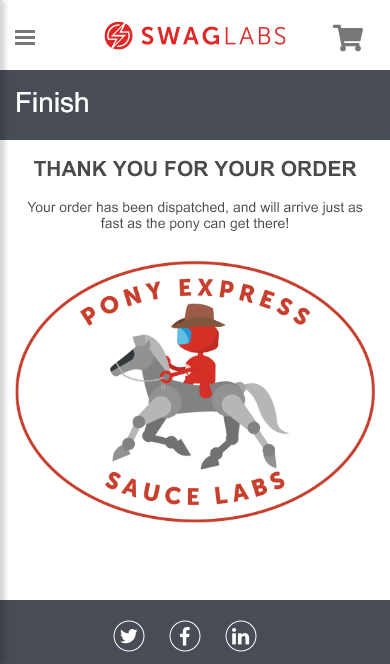 SWAGLABS
Finish
THANK YOU FOR YOUR ORDER
Your order has been dispatched, and will arrive just as
fast as the pony can get there!
PONY EXPRESS
SAUCE LABS
in